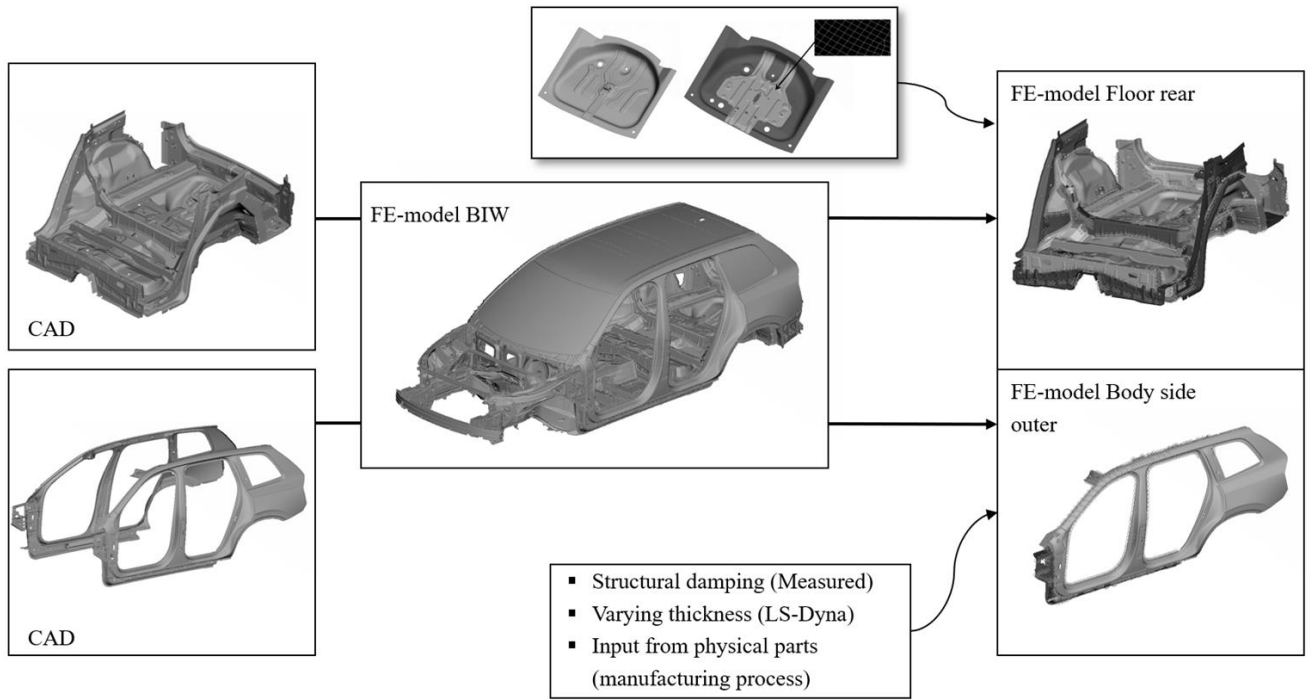 FE-model Floor rear
FE-model BIW
CAD
FE-model Body side
outer
CAD
▪ Structural damping (Measured)
▪ Varying thickness (LS-Dyna)
▪ Input from physical parts
(manufacturing process)